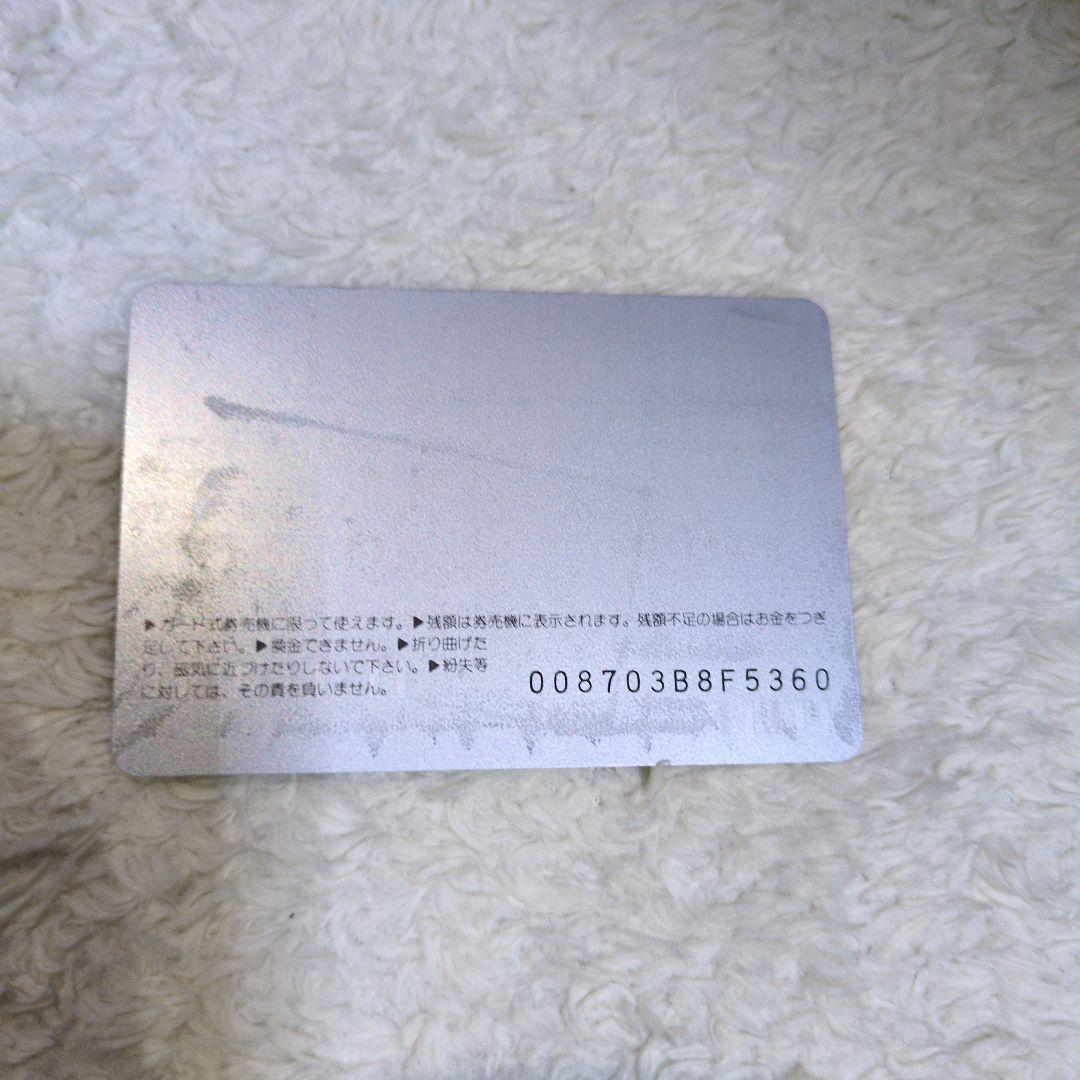 ▶カード式券売機に限って使えます。▶残額は券売機に表示されます。残額不足の場合はお金をつぎ
足して下さい。▶換金できません。▶折り曲げた
り、磁気に近づけたりしないで下さい。▶紛失等
に対しては、その責を負いません。
008703B8F5360